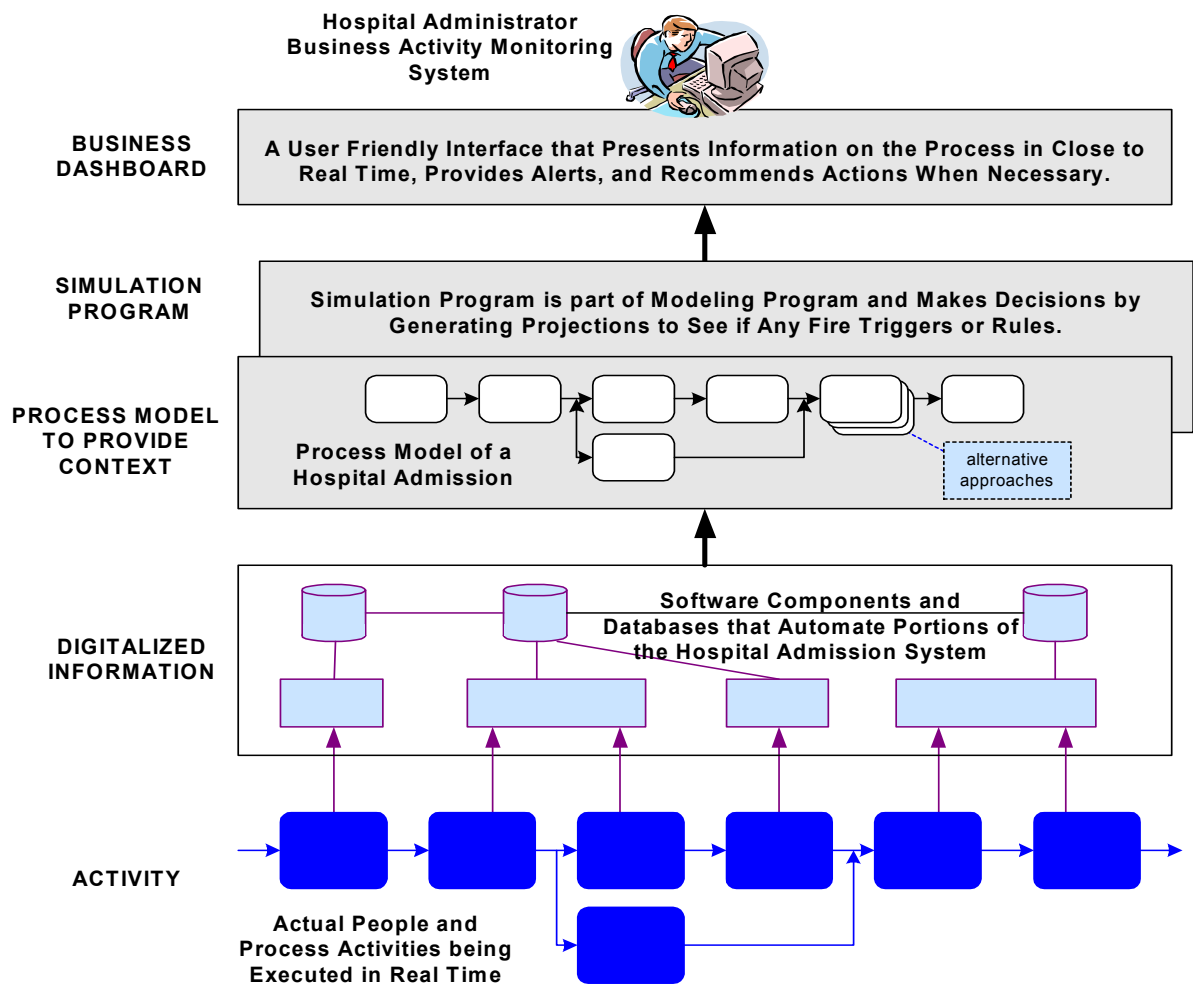 Hospital Administrator
Business Activity Monitoring
System
BUSINESS
DASHBOARD
A User Friendly Interface that Presents Information on the Process in Close to
Real Time, Provides Alerts, and Recommends Actions When Necessary.
SIMULATION
PROGRAM
Simulation Program is part of Modeling Program and Makes Decisions by
Generating Projections to See if Any Fire Triggers or Rules.
PROCESS MODEL
TO PROVIDE
CONTEXT
Process Model of a
Hospital Admission
alternative
approaches
DIGITALIZED
INFORMATION
Software Components and
Databases that Automate Portions of
the Hospital Admission System
ACTIVITY
Actual People and
Process Activities being
Executed in Real Time